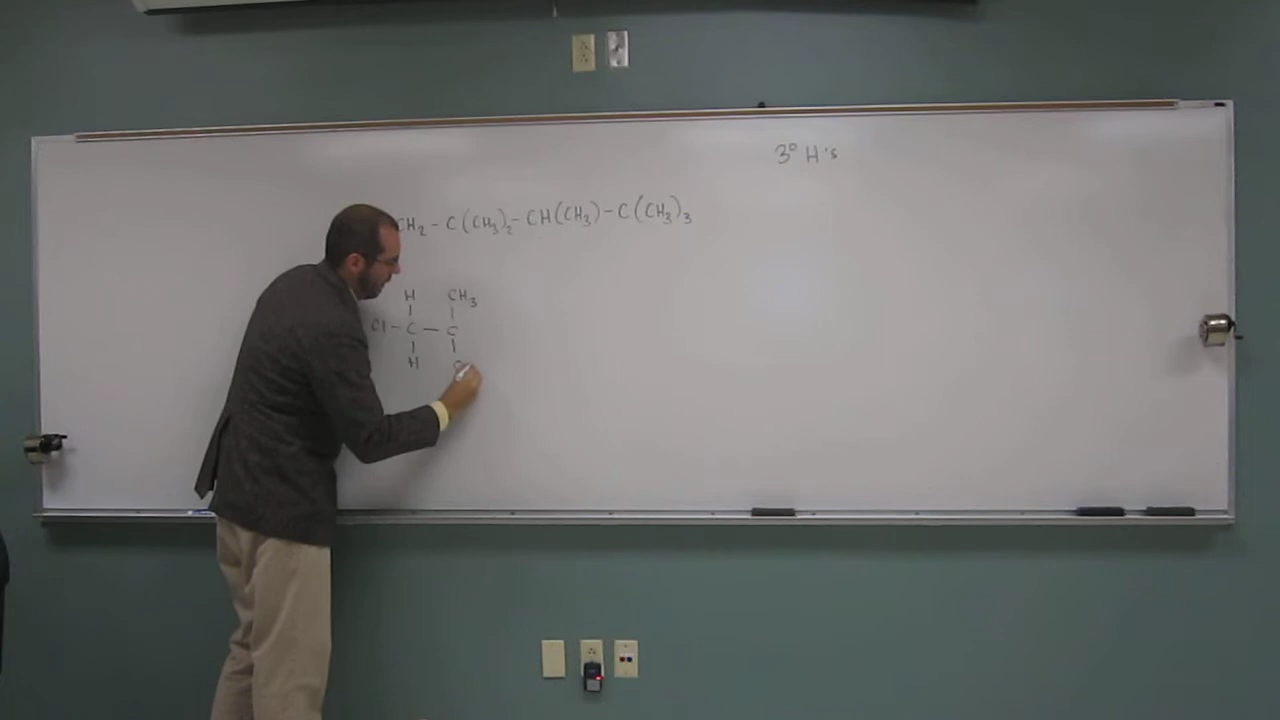 3° H's
CH₂-C(CH₃)₂-CH(CH₃)-C(CH₃)₃
H CH₃
Cl-C-C
H C